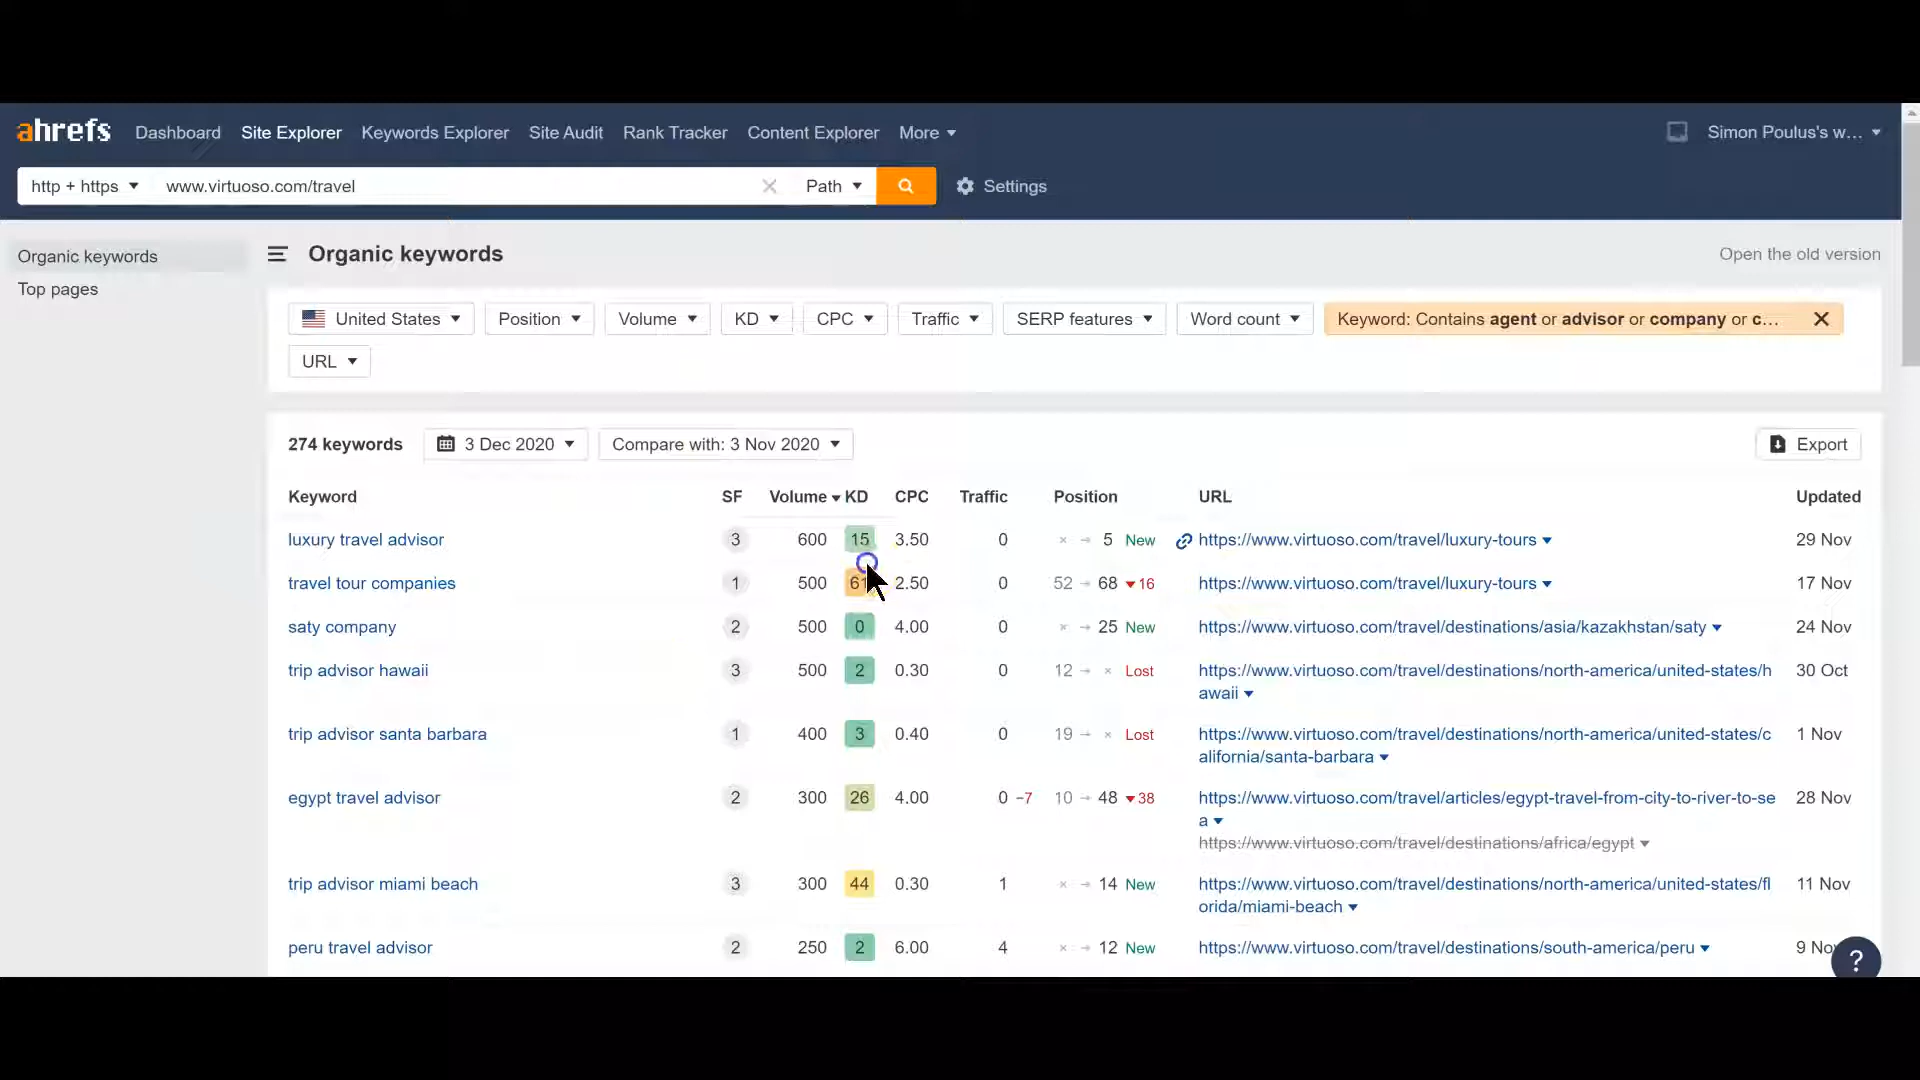 ahrefs Dashboard Site Explorer Keywords Explorer Site Audit Rank Tracker Content Explorer More Simon Poulus's w...
http + https www.virtuoso.com/travel Path Settings
Organic keywords
Top pages
Organic keywords Open the old version
United States Position Volume KD CPC Traffic SERP features Word count Keyword: Contains agent or advisor or company or c...
URL
274 keywords 3 Dec 2020 Compare with: 3 Nov 2020 Export
Keyword SF Volume KD CPC Traffic Position URL Updated
luxury travel advisor 3 600 15 3.50 0 × → 5 New https://www.virtuoso.com/travel/luxury-tours 29 Nov
travel tour companies 1 500 61 2.50 0 52 → 68 ▼16 https://www.virtuoso.com/travel/luxury-tours 17 Nov
saty company 2 500 0 4.00 0 × → 25 New https://www.virtuoso.com/travel/destinations/asia/kazakhstan/saty 24 Nov
trip advisor hawaii 3 500 2 0.30 0 12 → × Lost https://www.virtuoso.com/travel/destinations/north-america/united-states/h 30 Oct
awaii
trip advisor santa barbara 1 400 3 0.40 0 19 → × Lost https://www.virtuoso.com/travel/destinations/north-america/united-states/c 1 Nov
alifornia/santa-barbara
egypt travel advisor 2 300 26 4.00 0 −7 10 → 48 ▼38 https://www.virtuoso.com/travel/articles/egypt-travel-from-city-to-river-to-se 28 Nov
a
https://www.virtuoso.com/travel/destinations/africa/egypt
trip advisor miami beach 3 300 44 0.30 1 × → 14 New https://www.virtuoso.com/travel/destinations/north-america/united-states/fl 11 Nov
orida/miami-beach
peru travel advisor 2 250 2 6.00 4 × → 12 New https://www.virtuoso.com/travel/destinations/south-america/peru 9 Nov
?